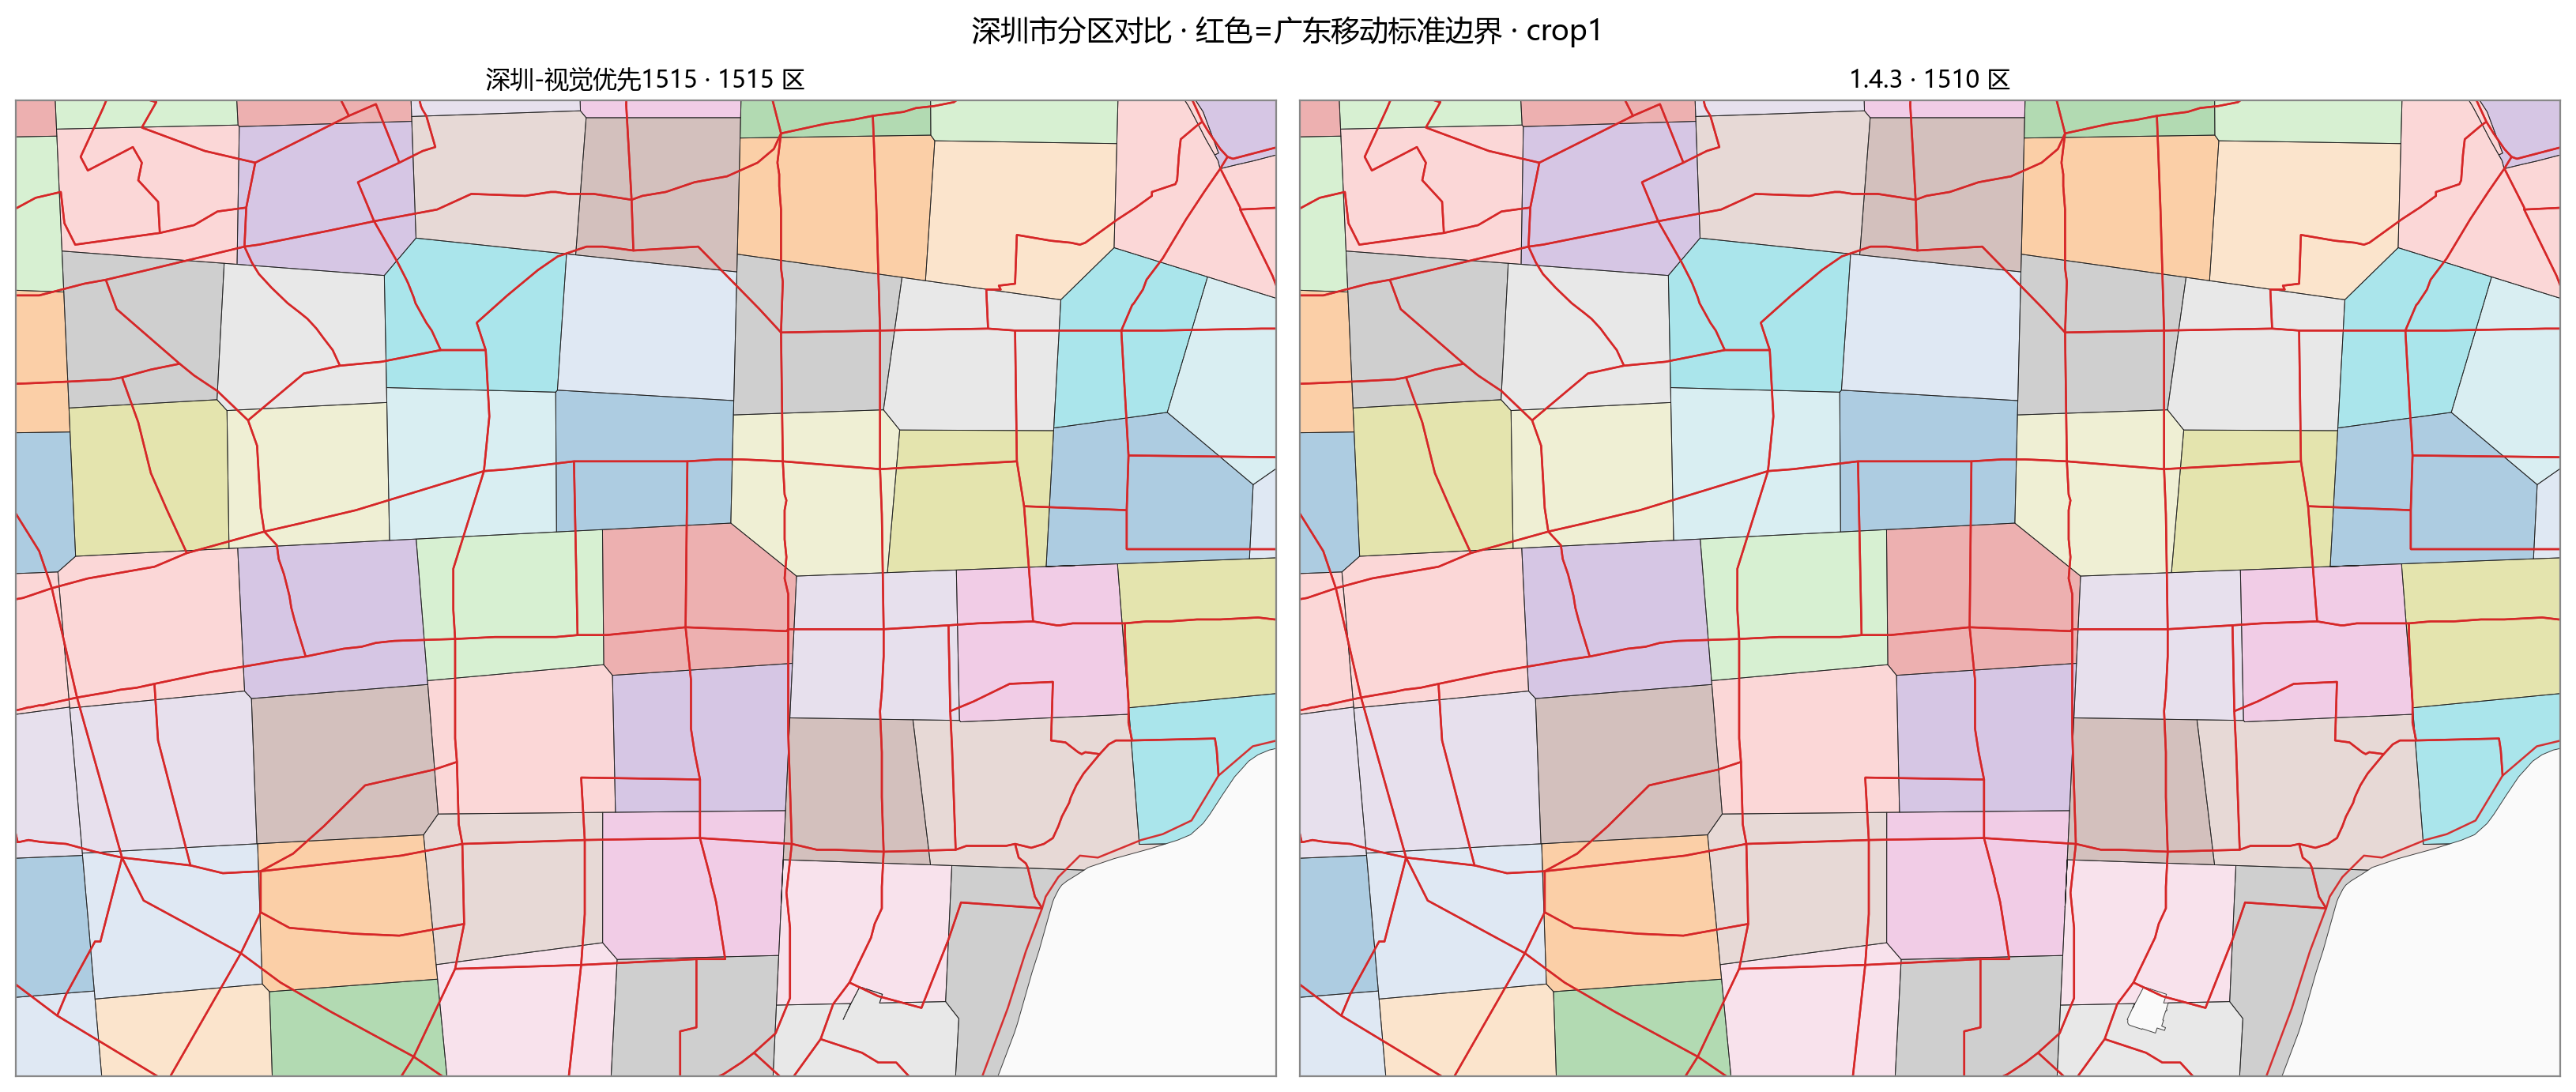 深圳市分区对比 · 红色=广东移动标准边界 · crop1
深圳-视觉优先1515 · 1515 区
1.4.3 · 1510 区